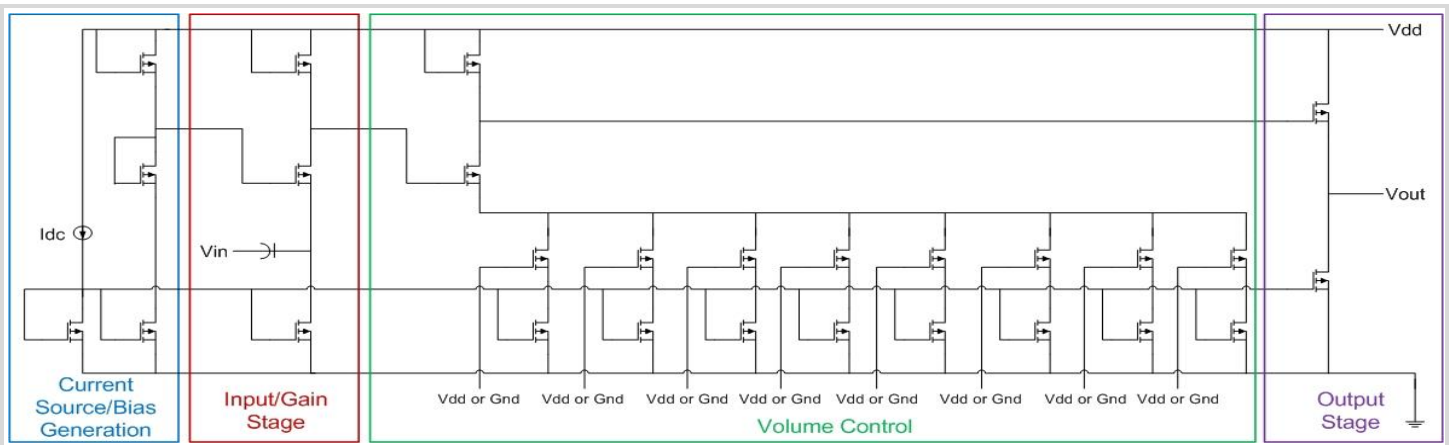 Vdd
Vout
Idc
Vin
Vdd or Gnd
Vdd or Gnd
Vdd or Gnd
Vdd or Gnd
Vdd or Gnd
Vdd or Gnd
Vdd or Gnd
Vdd or Gnd
Current
Source/Bias
Generation
Input/Gain
Stage
Volume Control
Output
Stage